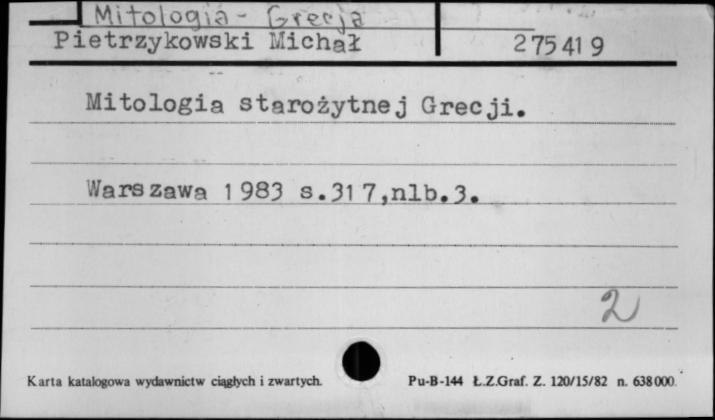 Mitologia - Grecja
Pietrzykowski Michał 275419
Mitologia starożytnej Grecji.
Warszawa 1983 s.317,nlb.3.
2
Karta katalogowa wydawnictw ciągłych i zwartych. Pu-B-144 Ł.Z.Graf. Z. 120/15/82 n. 638000.